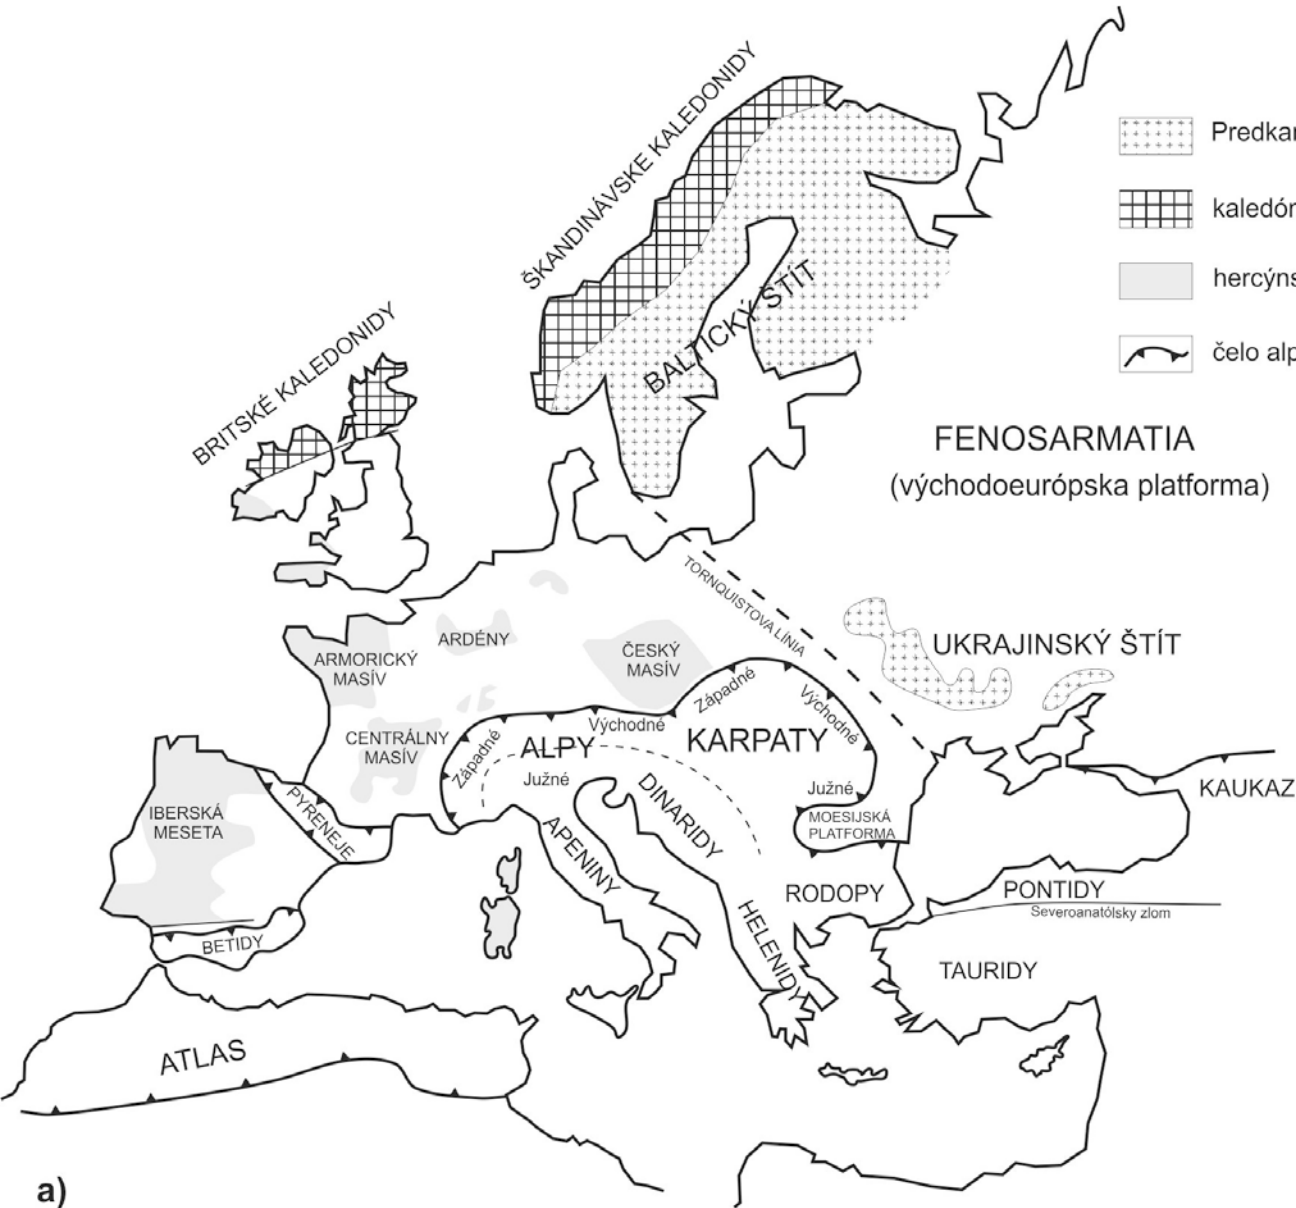 ŠKANDINÁVSKE KALEDONIDY
BRITSKÉ KALEDONIDY
BALTICKÝ ŠTÍT
Predkar
kaledór
hercýns
čelo alp
FENOSARMATIA
(východoeurópska platforma)
TORNQUISTOVA LÍNIA
UKRAJINSKÝ ŠTÍT
ARDÉNY
ARMORICKÝ
MASÍV
ČESKÝ
MASÍV
CENTRÁLNY
MASÍV
Západné
Východné
ALPY
Južné
Západné
Východné
KARPATY
Južné
MOESIJSKÁ
PLATFORMA
KAUKAZ
IBERSKÁ
MESETA
PYRENEJE
DINARIDY
APENINY
RODOPY
PONTIDY
Severoanatólsky zlom
HELENIDY
BETIDY
TAURIDY
ATLAS
a)